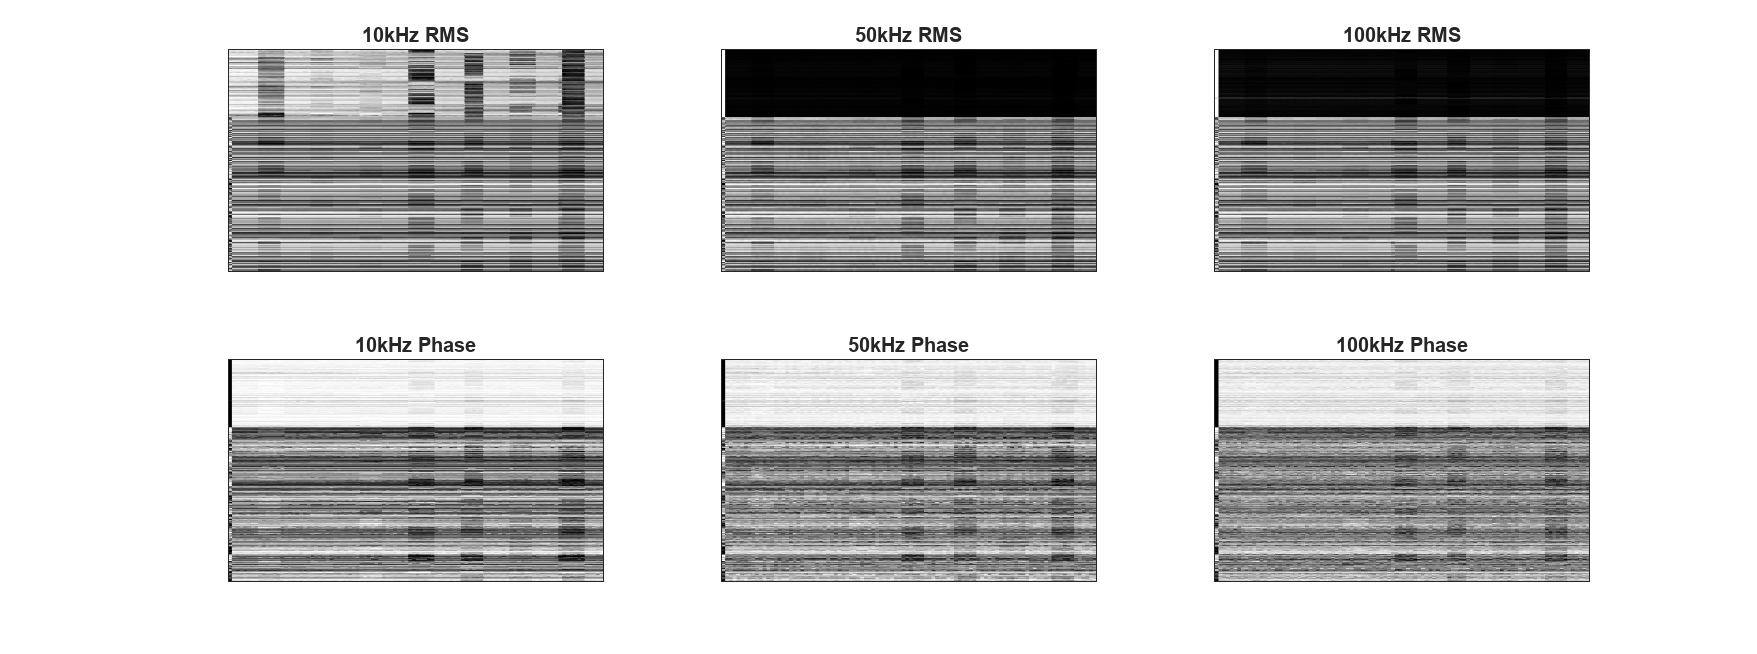 10kHz RMS
50kHz RMS
100kHz RMS
10kHz Phase
50kHz Phase
100kHz Phase